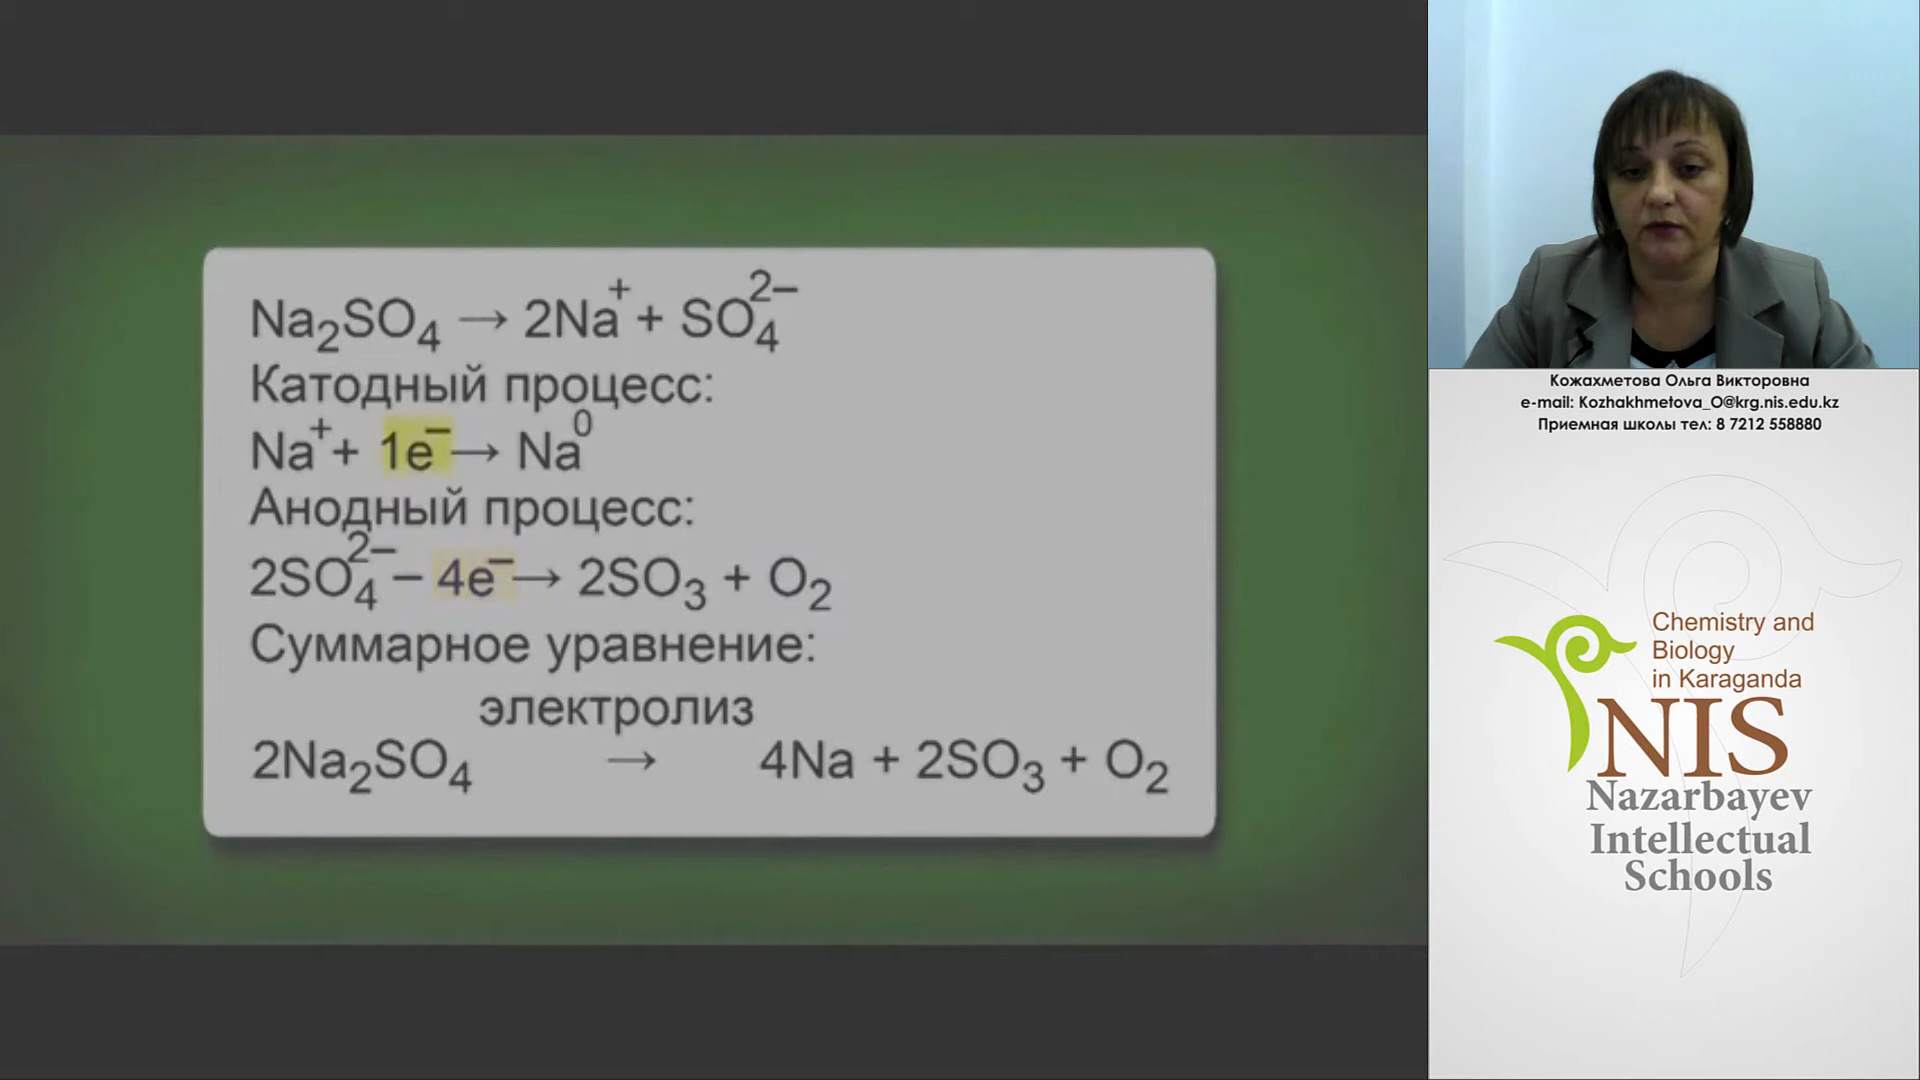 Na₂SO₄ → 2Na⁺ + SO₄²⁻
Катодный процесс:
Na⁺ + 1e⁻ → Na⁰
Анодный процесс:
2SO₄²⁻ – 4e⁻ → 2SO₃ + O₂
Суммарное уравнение:
электролиз
2Na₂SO₄ → 4Na + 2SO₃ + O₂
Кожахметова Ольга Викторовна
e-mail: Kozhakhmetova_O@krg.nis.edu.kz
Приемная школы тел: 8 7212 558880
Chemistry and
Biology
in Karaganda
NIS
Nazarbayev
Intellectual
Schools